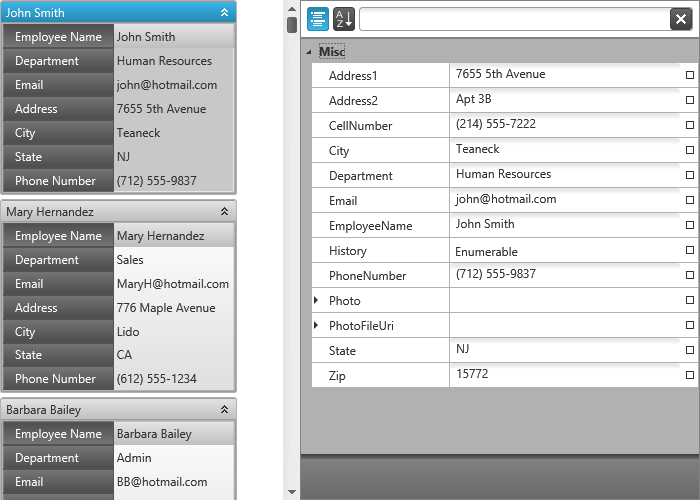 John Smith
Employee Name John Smith
Department Human Resources
Email john@hotmail.com
Address 7655 5th Avenue
City Teaneck
State NJ
Phone Number (712) 555-9837
Mary Hernandez
Employee Name Mary Hernandez
Department Sales
Email MaryH@hotmail.com
Address 776 Maple Avenue
City Lido
State CA
Phone Number (612) 555-1234
Barbara Bailey
Employee Name Barbara Bailey
Department Admin
Email BB@hotmail.com
A
Z
Misc
Address1 7655 5th Avenue
Address2 Apt 3B
CellNumber (214) 555-7222
City Teaneck
Department Human Resources
Email john@hotmail.com
EmployeeName John Smith
History Enumerable
PhoneNumber (712) 555-9837
Photo
PhotoFileUri
State NJ
Zip 15772